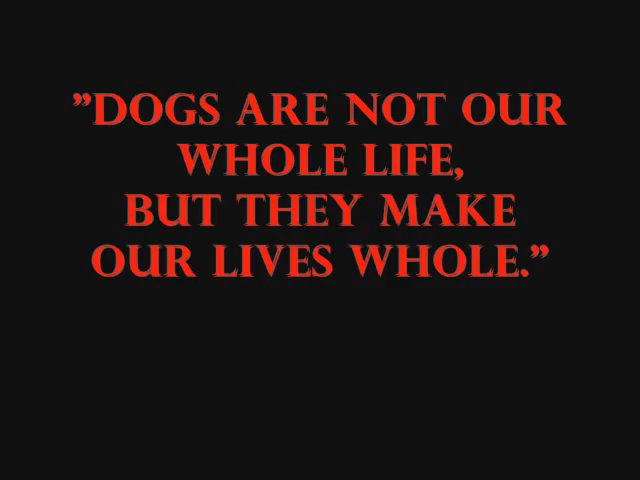 ”DOGS ARE NOT OUR
WHOLE LIFE,
BUT THEY MAKE
OUR LIVES WHOLE.”